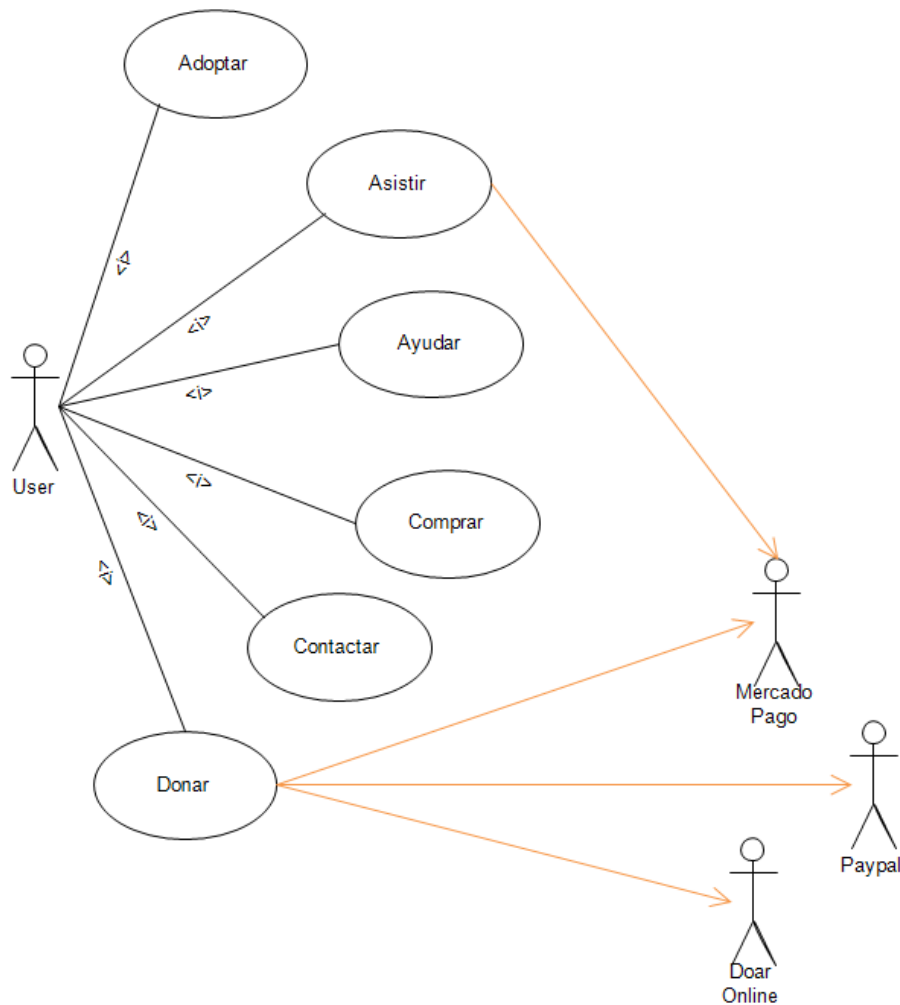 Adoptar
Asistir
<i>
<i>
Ayudar
<i>
User
<i>
Comprar
<i>
<i>
Contactar
Mercado
Pago
Donar
Paypal
Doar
Online